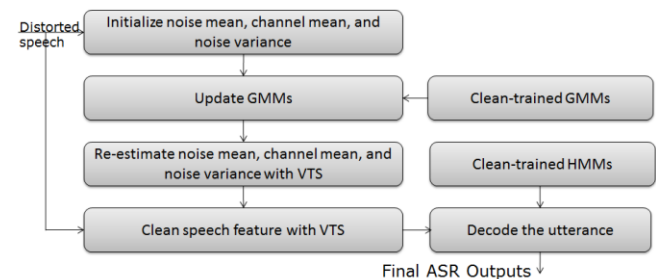 Distorted
speech
Initialize noise mean, channel mean, and
noise variance
Update GMMs
Clean-trained GMMs
Re-estimate noise mean, channel mean, and
noise variance with VTS
Clean-trained HMMs
Clean speech feature with VTS
Decode the utterance
Final ASR Outputs